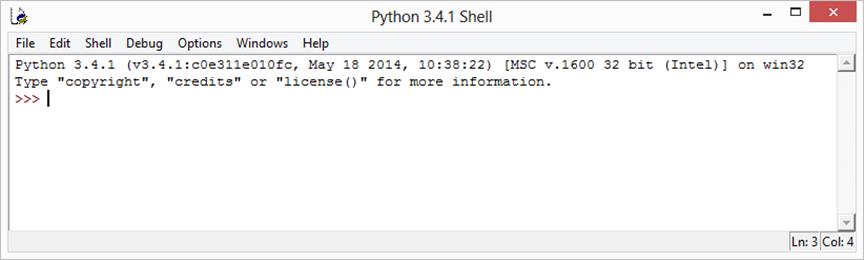 Python 3.4.1 Shell
File Edit Shell Debug Options Windows Help
Python 3.4.1 (v3.4.1:c0e311e010fc, May 18 2014, 10:38:22) [MSC v.1600 32 bit (Intel)] on win32
Type "copyright", "credits" or "license()" for more information.
>>>
Ln: 3 Col: 4